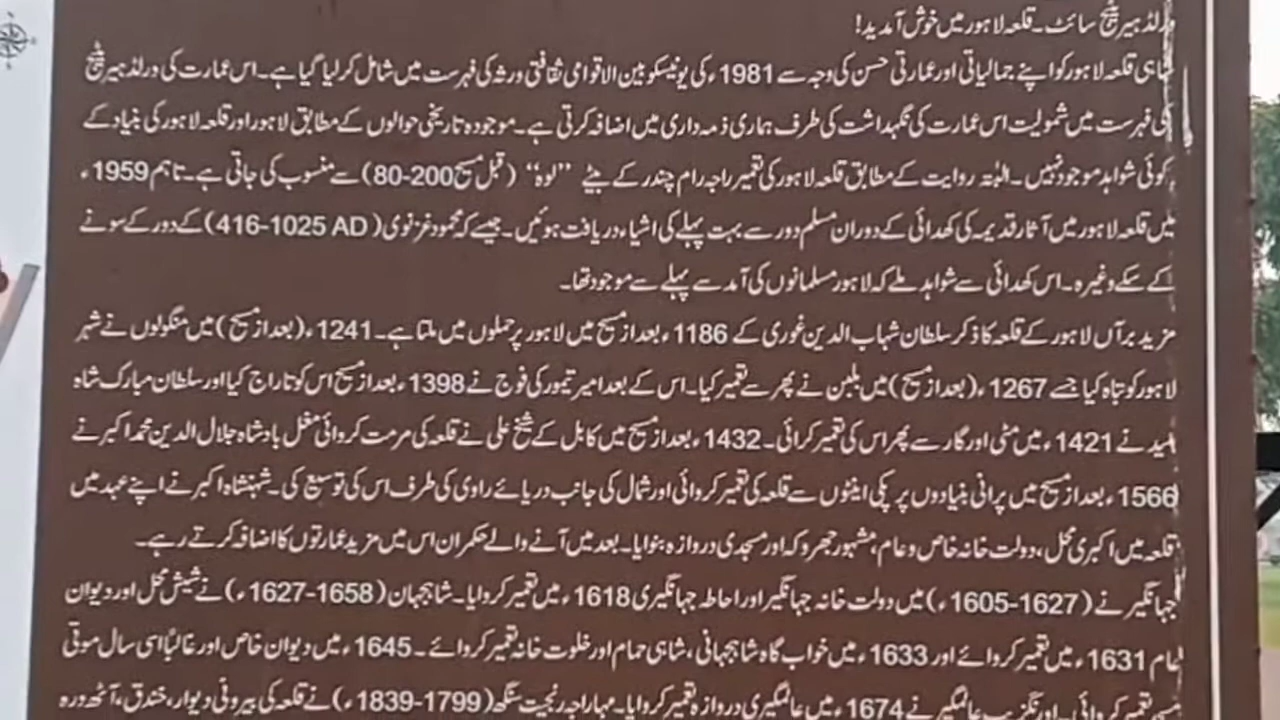 ورلڈ ہیریٹیج سائٹ۔ قلعہ لاہور میں خوش آمدید!
شاہی قلعہ لاہور کو اپنے جمالیاتی اور عمارتی حسن کی وجہ سے 1981ء کی یونیسکو بین الاقوامی ثقافتی ورثہ کی فہرست میں شامل کر لیا گیا ہے۔ اس عمارت کی ورلڈ ہیریٹیج
کی فہرست میں شمولیت اس عمارت کی نگہداشت کی طرف ہماری ذمہ داری میں اضافہ کرتی ہے۔ موجودہ تاریخی حوالوں کے مطابق لاہور اور قلعہ لاہور کی بنیاد کے
کوئی شواہد موجود نہیں۔ البتہ روایت کے مطابق قلعہ لاہور کی تعمیر راجہ رام چندر کے بیٹے "لوہ" (قبل مسیح 200-80) سے منسوب کی جاتی ہے۔ تاہم 1959ء
میں قلعہ لاہور میں آثار قدیمہ کی کھدائی کے دوران مسلم دور سے بہت پہلے کی اشیاء دریافت ہوئیں۔ جیسے کہ محمود غزنوی (416-1025 AD) کے دور کے سونے
کے سکے وغیرہ۔ اس کھدائی سے شواہد ملے کہ لاہور مسلمانوں کی آمد سے پہلے سے موجود تھا۔
مزید برآں لاہور کے قلعہ کا ذکر سلطان شہاب الدین غوری کے 1186ء بعد از مسیح میں لاہور پر حملوں میں ملتا ہے۔ 1241ء (بعد از مسیح) میں منگولوں نے شہر
لاہور کو تباہ کیا جسے 1267ء (بعد از مسیح) میں بلبن نے پھر سے تعمیر کیا۔ اس کے بعد امیر تیمور کی فوج نے 1398ء بعد از مسیح اس کو تاراج کیا اور سلطان مبارک شاہ
سید نے 1421ء میں مٹی اور گار سے پھر اس کی تعمیر کرائی۔ 1432ء بعد از مسیح میں کابل کے شیخ علی نے قلعہ کی مرمت کروائی مغل بادشاہ جلال الدین محمد اکبر نے
1566ء بعد از مسیح میں پرانی بنیادوں پر پکی اینٹوں سے قلعہ کی تعمیر کروائی اور شمال کی جانب دریائے راوی کی طرف اس کی توسیع کی۔ شہنشاہ اکبر نے اپنے عہد میں
قلعہ میں اکبری محل، دولت خانہ خاص و عام، مشہور جھروکہ اور مسجدی دروازہ بنوایا۔ بعد میں آنے والے حکمران اس میں مزید عمارتوں کا اضافہ کرتے رہے۔
جہانگیر نے (1605-1627ء) میں دولت خانہ جہانگیر اور احاطہ جہانگیری 1618ء میں تعمیر کروایا۔ شاہجہان (1627-1658ء) نے شیش محل اور دیوان
عام 1631ء میں تعمیر کروائے اور 1633ء میں خواب گاہ شاہجہانی، شاہی حمام اور خلوت خانہ تعمیر کروائے۔ 1645ء میں دیوان خاص اور غالباً اسی سال موتی
مسجد تعمیر کروائی۔ اورنگزیب عالمگیر نے 1674ء میں عالمگیری دروازہ تعمیر کروایا۔ مہاراجہ رنجیت سنگھ (1799-1839ء) نے قلعہ کی بیرونی دیوار، خندق، آٹھ درہ